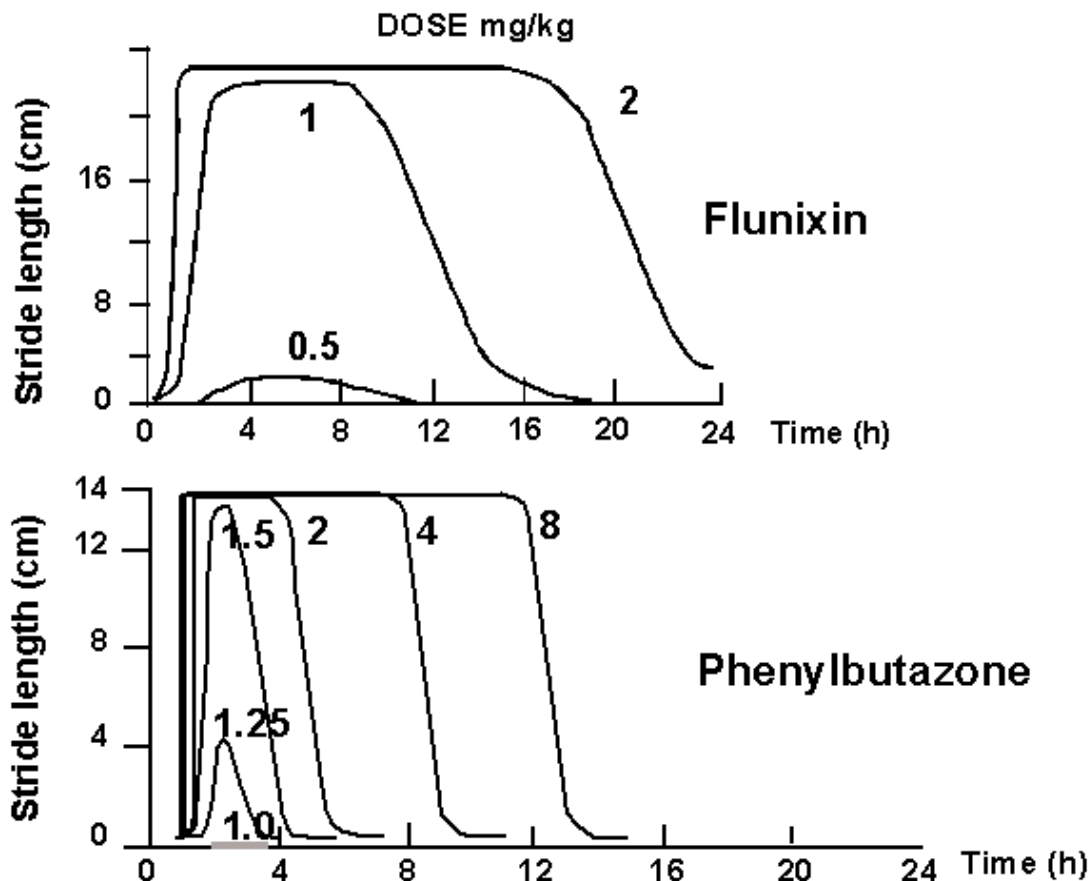 DOSE mg/kg
Stride length (cm)
16
8
0
1
2
0.5
Flunixin
0 4 8 12 16 20 24 Time (h)
Stride length (cm)
14
12
8
4
0
1.5 2 4 8
1.25
1.0
Phenylbutazone
0 4 8 12 16 20 24 Time (h)